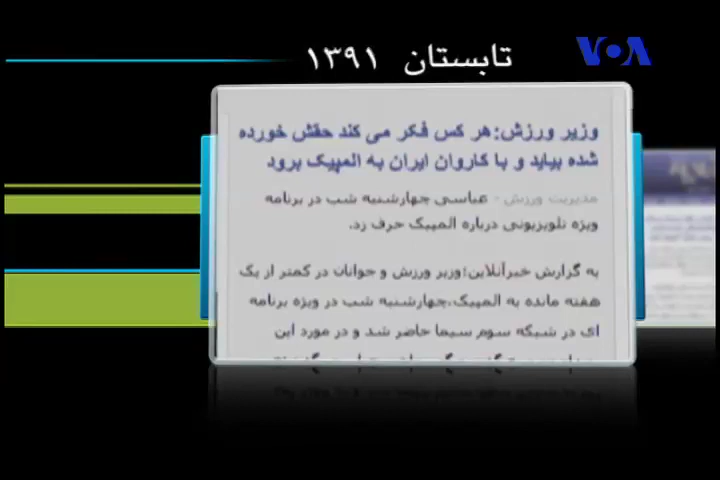 VOA
تابستان ۱۳۹۱
وزیر ورزش:هر کس فکر می کند حقش خورده
شده بیاید و با کاروان ایران به المپیک برود
مدیریت ورزش - عباسی چهارشنبه شب در برنامه
ویژه تلویزیونی درباره المپیک حرف زد.
به گزارش خبرآنلاین؛وزیر ورزش و جوانان در کمتر از یک
هفته مانده به المپیک،چهارشنبه شب در ویژه برنامه
ای در شبکه سوم سیما حاضر شد و در مورد این